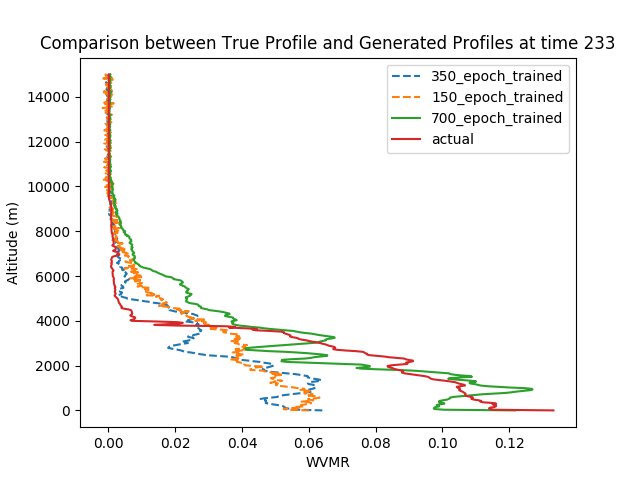 Comparison between True Profile and Generated Profiles at time 233
350_epoch_trained
150_epoch_trained
700_epoch_trained
actual
14000
12000
10000
8000
6000
4000
2000
0
Altitude (m)
0.00 0.02 0.04 0.06 0.08 0.10 0.12
WVMR